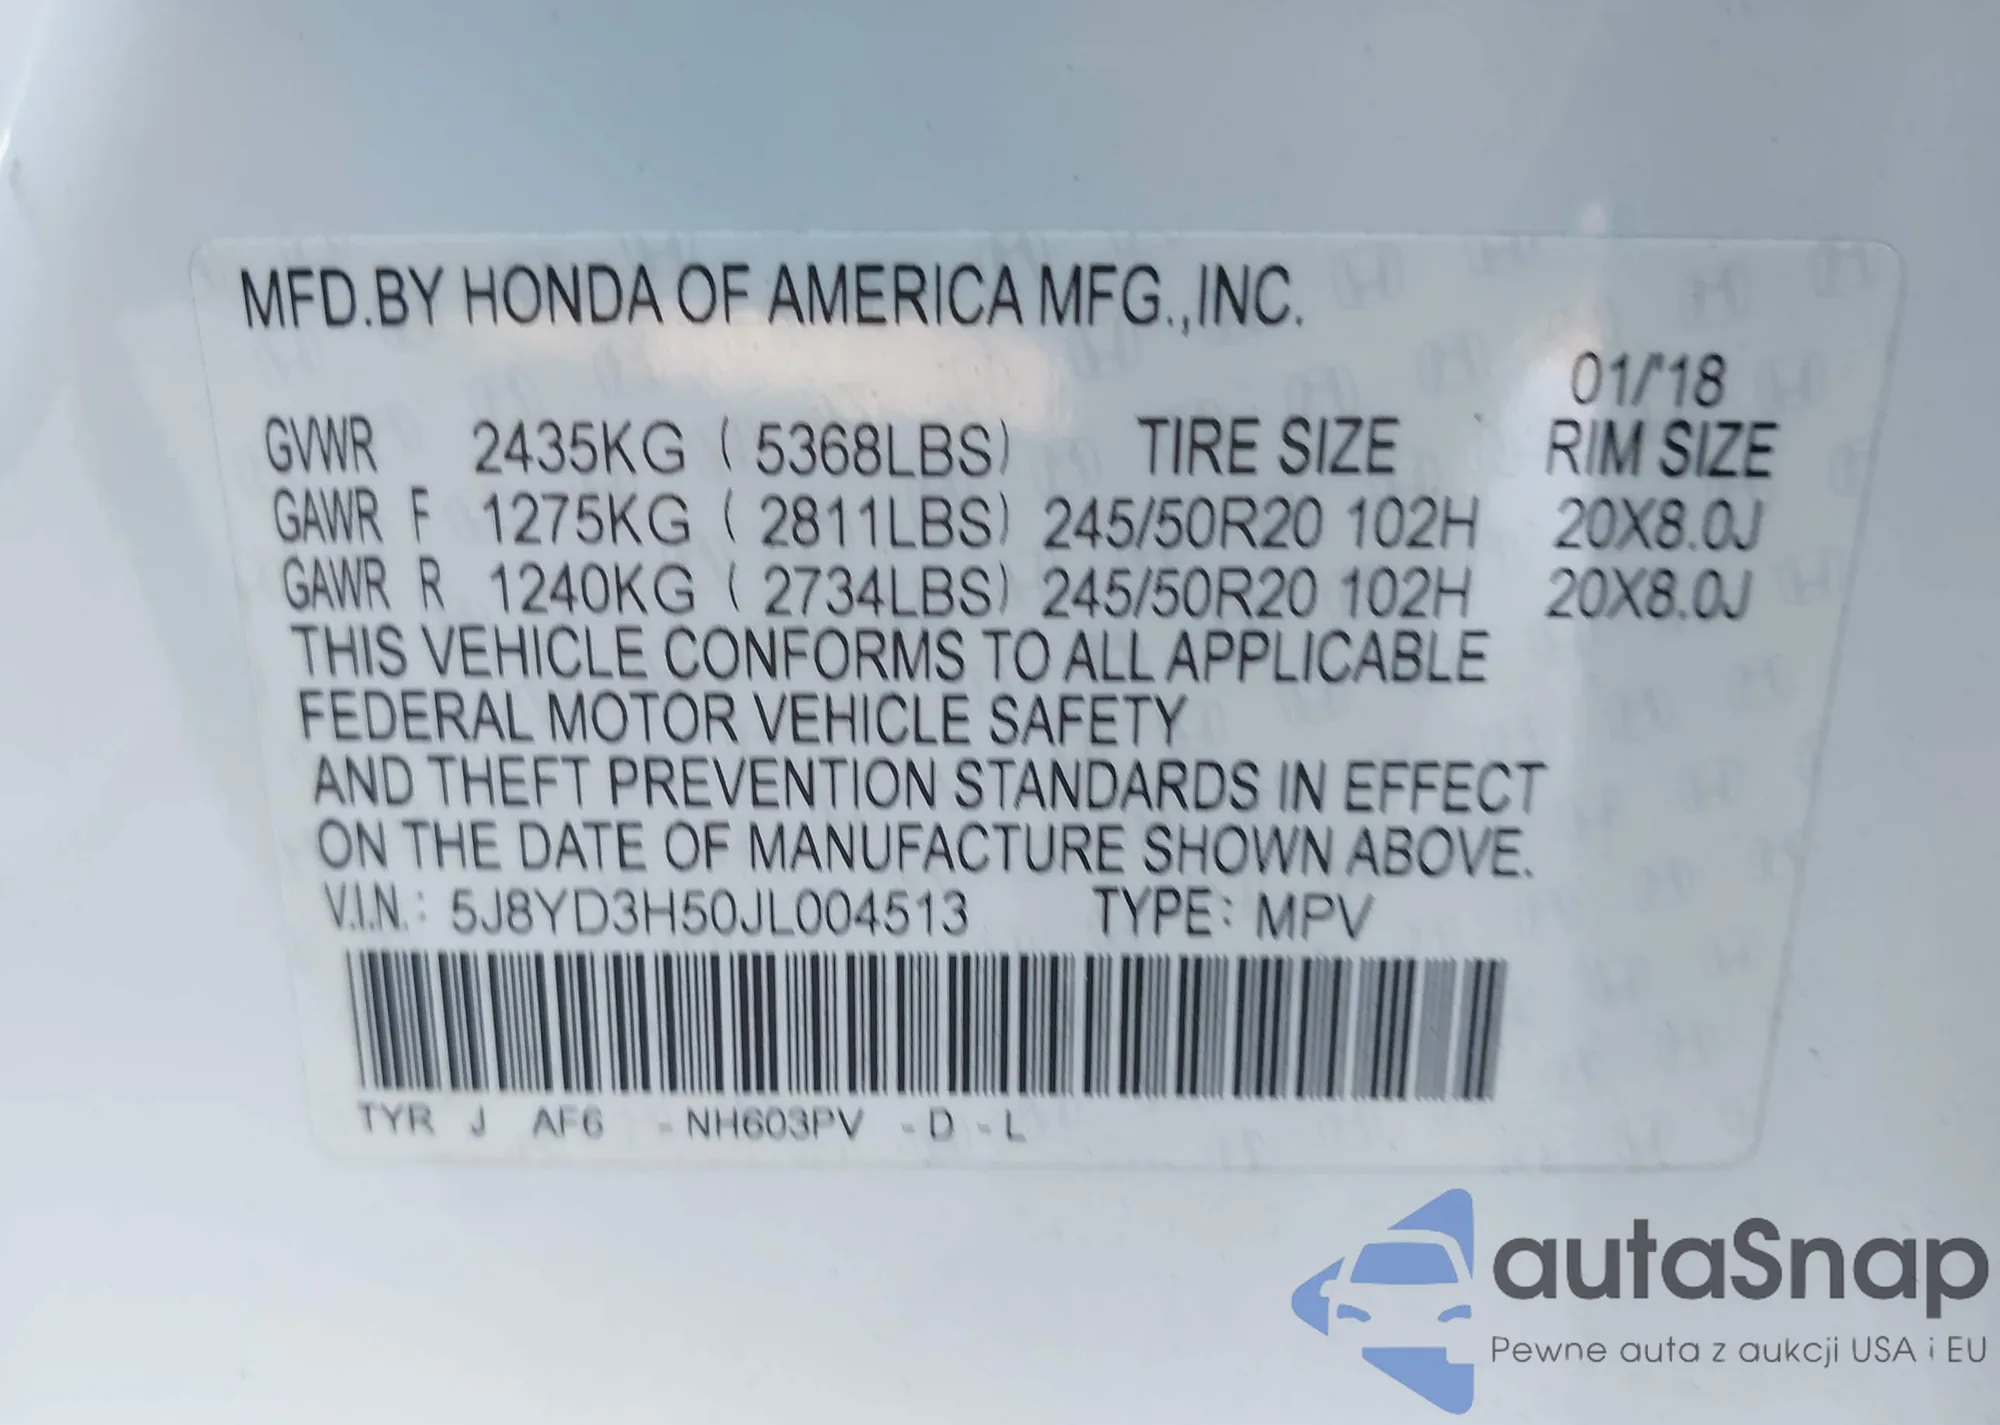 MFD.BY HONDA OF AMERICA MFG.,INC.
01/'18
GVWR 2435KG ( 5368LBS) TIRE SIZE RIM SIZE
GAWR F 1275KG ( 2811LBS) 245/50R20 102H 20X8.0J
GAWR R 1240KG ( 2734LBS) 245/50R20 102H 20X8.0J
THIS VEHICLE CONFORMS TO ALL APPLICABLE
FEDERAL MOTOR VEHICLE SAFETY
AND THEFT PREVENTION STANDARDS IN EFFECT
ON THE DATE OF MANUFACTURE SHOWN ABOVE.
V.I.N.: 5J8YD3H50JL004513 TYPE: MPV
TYR J AF6 - NH603PV - D - L
autaSnap
Pewne auta z aukcji USA i EU